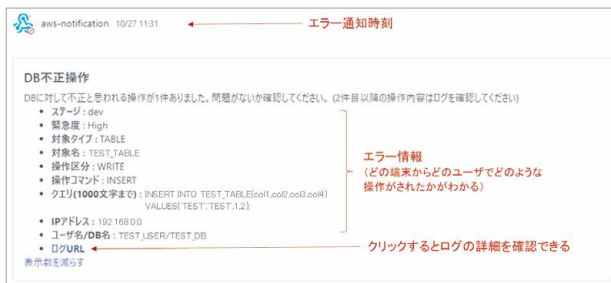 aws-notification 10/27 11:31 エラー通知時刻
DB不正操作
DBに対して不正と思われる操作が1件ありました。問題がないか確認してください。 (2件目以降の操作内容はログを確認してください)
• ステージ : dev
• 緊急度 : High
• 対象タイプ : TABLE
• 対象名 : TEST_TABLE
• 操作区分 : WRITE
• 操作コマンド : INSERT
• クエリ(1000文字まで) : INSERT INTO TEST_TABLE(col1,col2,col3,col4)
VALUES('TEST','TEST',1,2);
• IPアドレス : 192.168.0.0
• ユーザ名/DB名 : TEST_USER/TEST_DB
• ログURL
表示数を減らす
エラー情報
(どの端末からどのユーザでどのような
操作がされたかがわかる)
クリックするとログの詳細を確認できる